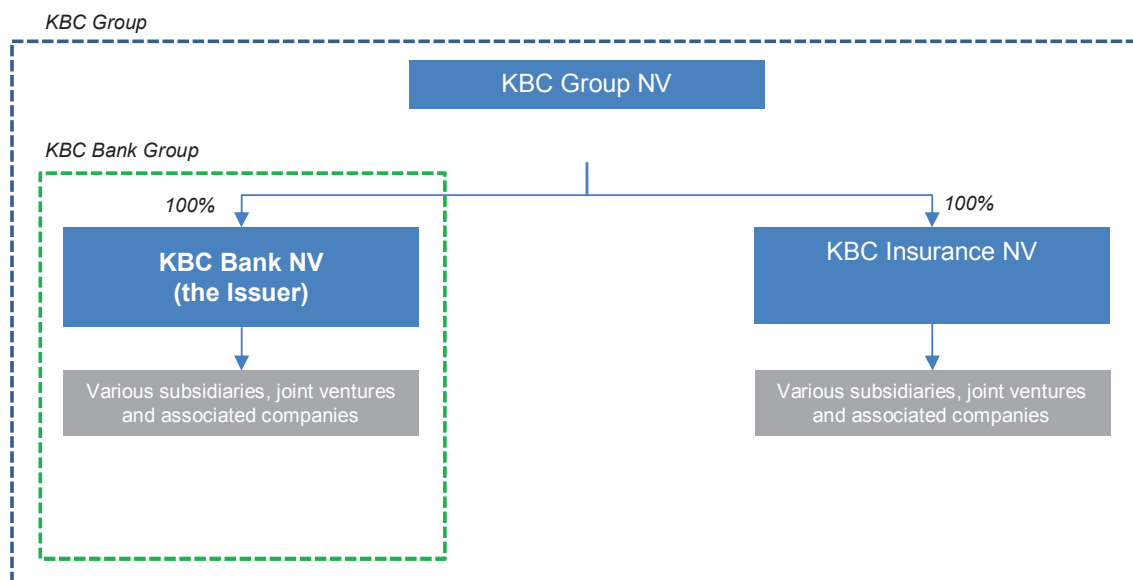 KBC Group
KBC Group NV
KBC Bank Group
100%
100%
KBC Bank NV
(the Issuer)
KBC Insurance NV
Various subsidiaries, joint ventures
and associated companies
Various subsidiaries, joint ventures
and associated companies